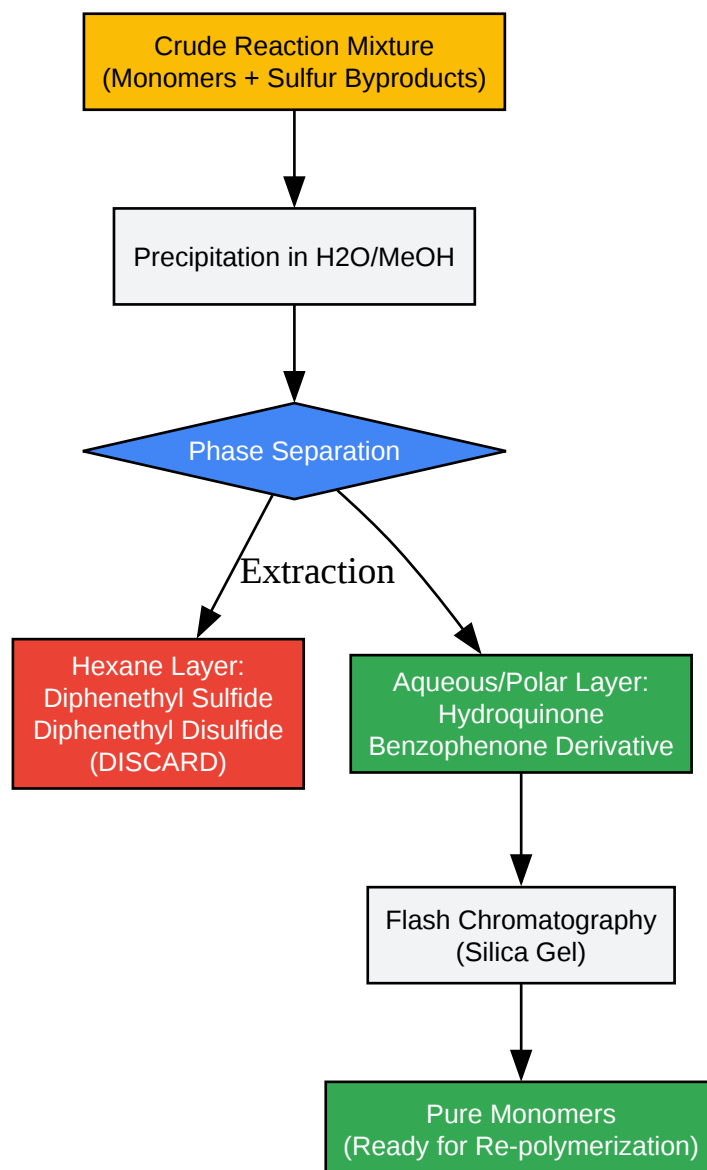 Crude Reaction Mixture
(Monomers + Sulfur Byproducts)
Precipitation in H2O/MeOH
Phase Separation
Extraction
Hexane Layer:
Diphenethyl Sulfide
Diphenethyl Disulfide
(DISCARD)
Aqueous/Polar Layer:
Hydroquinone
Benzophenone Derivative
Flash Chromatography
(Silica Gel)
Pure Monomers
(Ready for Re-polymerization)